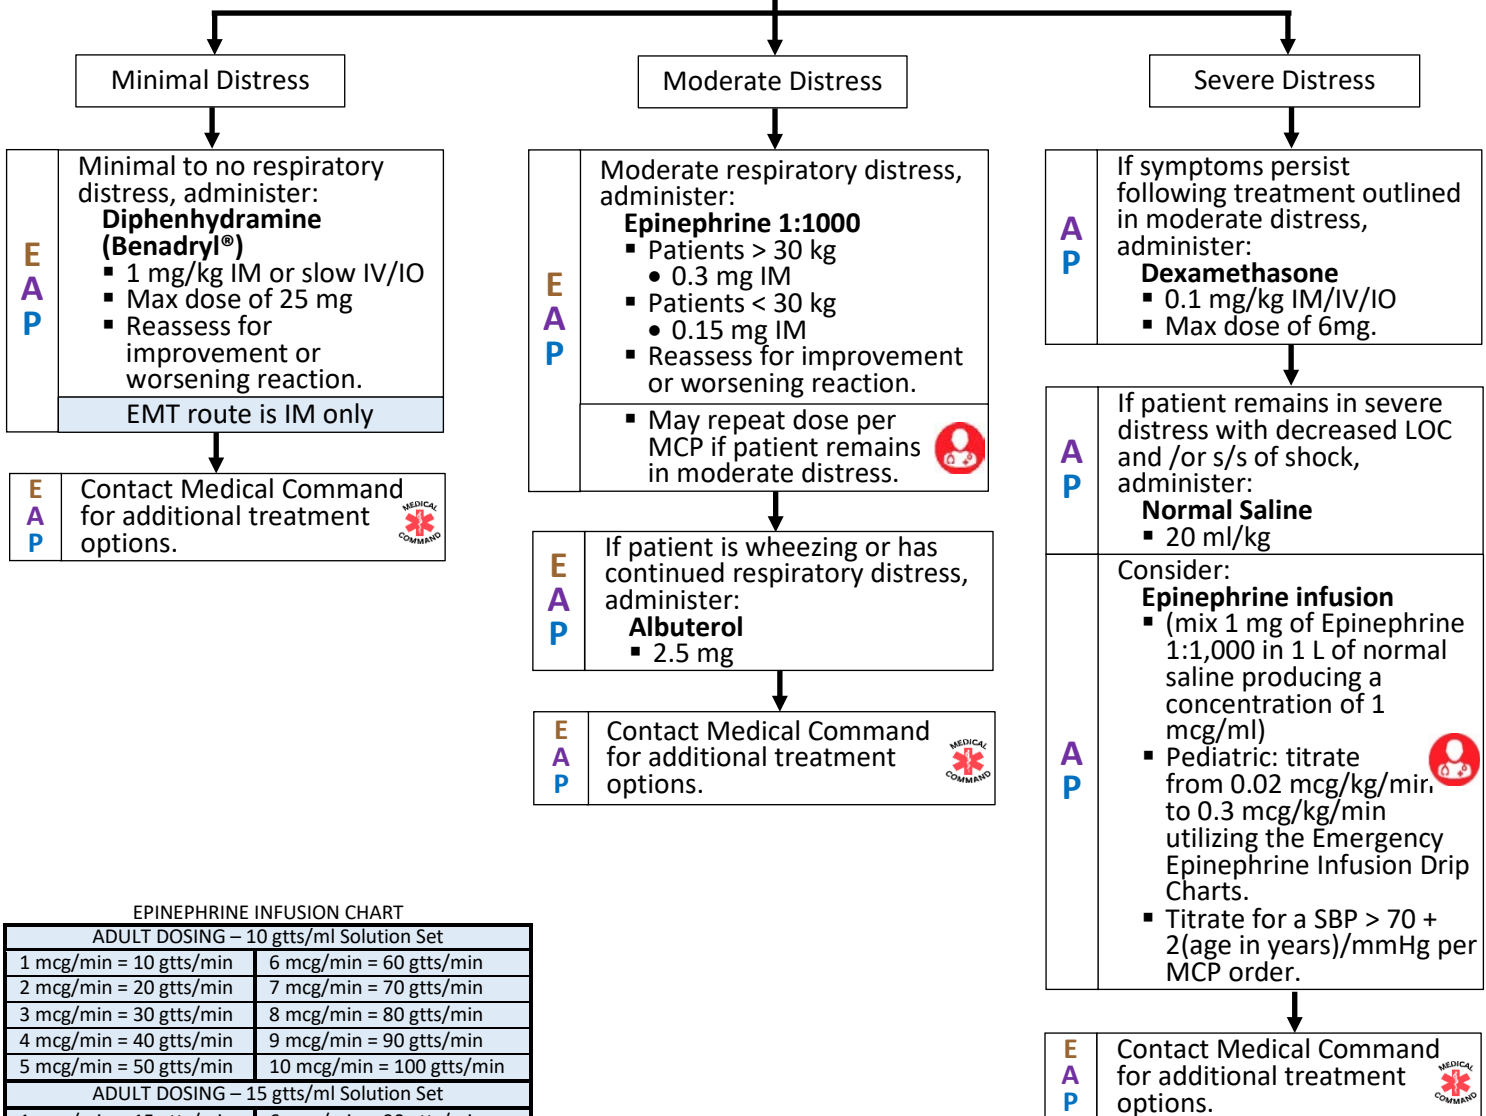 Minimal Distress
Moderate Distress
Severe Distress
E
A
P
Minimal to no respiratory
distress, administer:
Diphenhydramine
(Benadryl®)
▪ 1 mg/kg IM or slow IV/IO
▪ Max dose of 25 mg
▪ Reassess for
improvement or
worsening reaction.
EMT route is IM only
E
A
P
Contact Medical Command
for additional treatment
options.
MEDICAL
COMMAND
E
A
P
Moderate respiratory distress,
administer:
Epinephrine 1:1000
▪ Patients > 30 kg
• 0.3 mg IM
▪ Patients < 30 kg
• 0.15 mg IM
▪ Reassess for improvement
or worsening reaction.
▪ May repeat dose per
MCP if patient remains
in moderate distress.
E
A
P
If patient is wheezing or has
continued respiratory distress,
administer:
Albuterol
▪ 2.5 mg
E
A
P
Contact Medical Command
for additional treatment
options.
MEDICAL
COMMAND
A
P
If symptoms persist
following treatment outlined
in moderate distress,
administer:
Dexamethasone
▪ 0.1 mg/kg IM/IV/IO
▪ Max dose of 6mg.
A
P
If patient remains in severe
distress with decreased LOC
and /or s/s of shock,
administer:
Normal Saline
▪ 20 ml/kg
A
P
Consider:
Epinephrine infusion
▪ (mix 1 mg of Epinephrine
1:1,000 in 1 L of normal
saline producing a
concentration of 1
mcg/ml)
▪ Pediatric: titrate
from 0.02 mcg/kg/min
to 0.3 mcg/kg/min
utilizing the Emergency
Epinephrine Infusion Drip
Charts.
▪ Titrate for a SBP > 70 +
2(age in years)/mmHg per
MCP order.
E
A
P
Contact Medical Command
for additional treatment
options.
MEDICAL
COMMAND
EPINEPHRINE INFUSION CHART
ADULT DOSING – 10 gtts/ml Solution Set
1 mcg/min = 10 gtts/min 6 mcg/min = 60 gtts/min
2 mcg/min = 20 gtts/min 7 mcg/min = 70 gtts/min
3 mcg/min = 30 gtts/min 8 mcg/min = 80 gtts/min
4 mcg/min = 40 gtts/min 9 mcg/min = 90 gtts/min
5 mcg/min = 50 gtts/min 10 mcg/min = 100 gtts/min
ADULT DOSING – 15 gtts/ml Solution Set